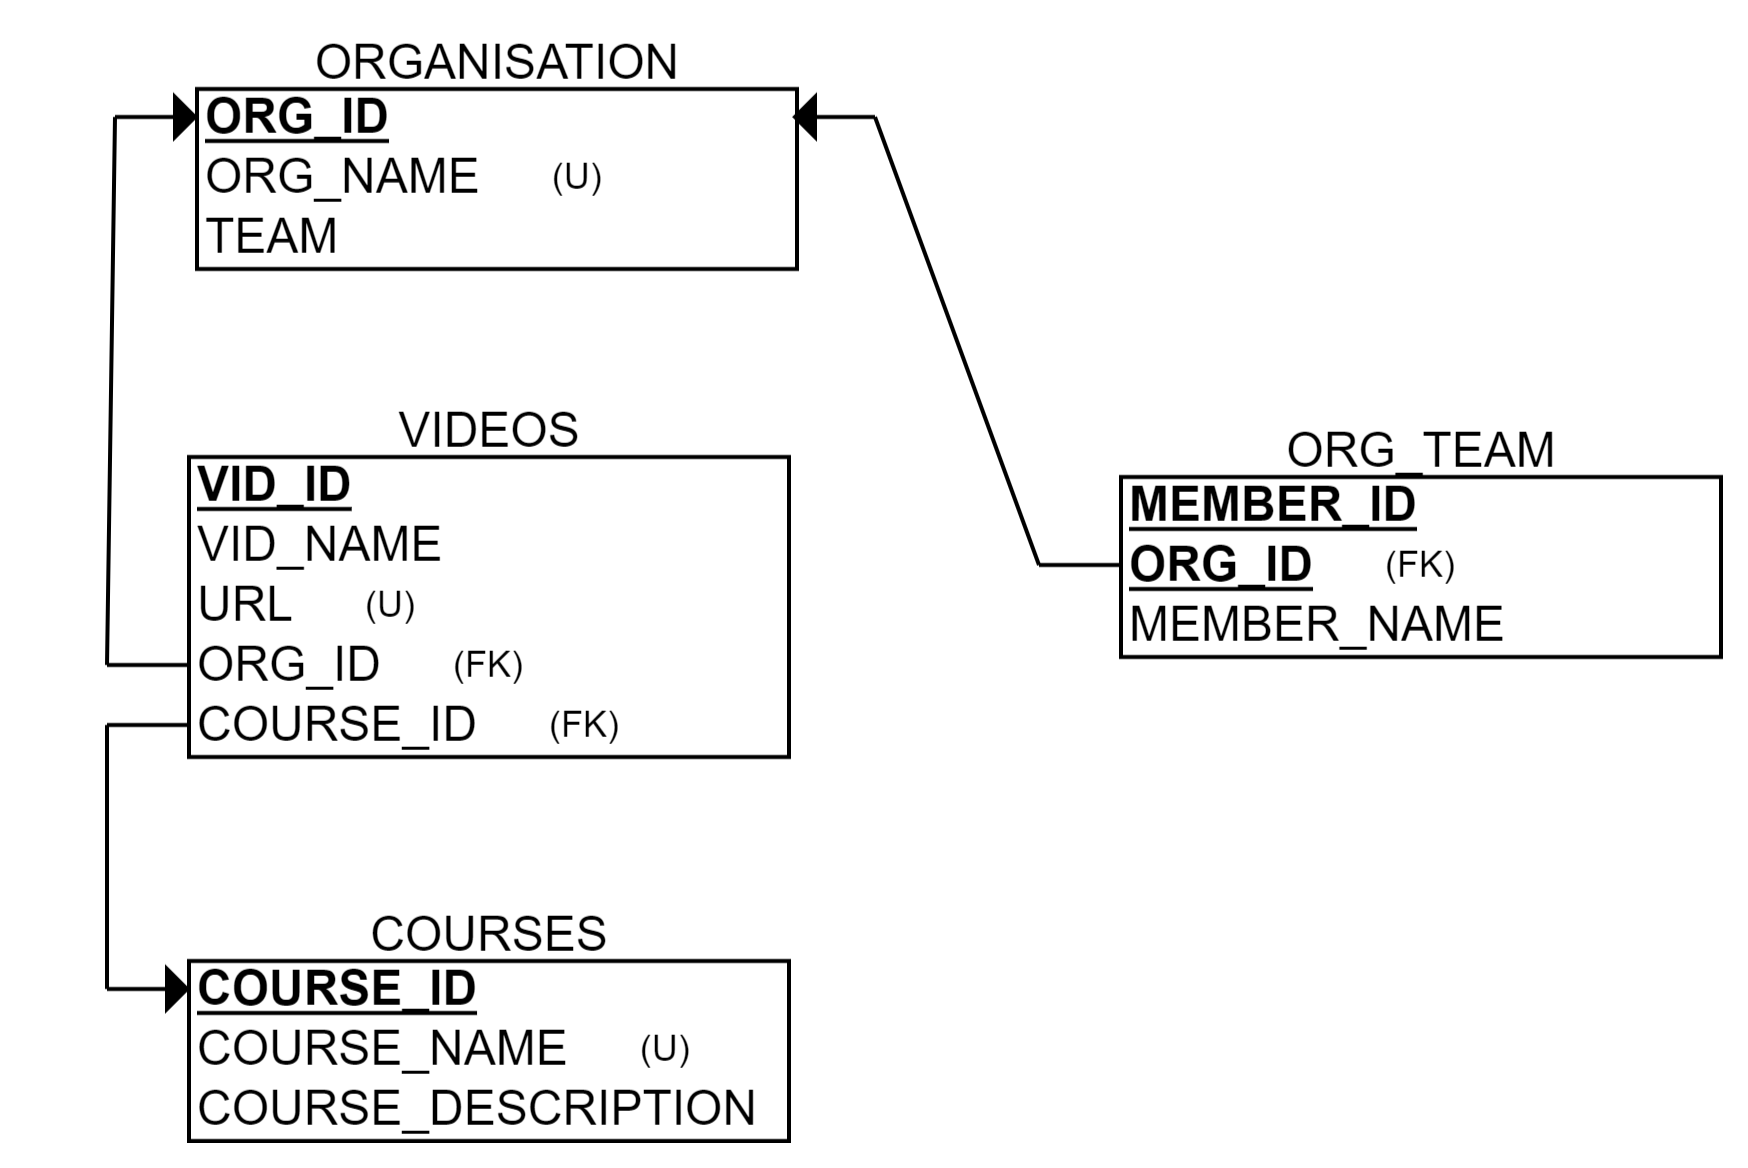 ORGANISATION
ORG_ID
ORG_NAME (U)
TEAM
VIDEOS
VID_ID
VID_NAME
URL (U)
ORG_ID (FK)
COURSE_ID (FK)
ORG_TEAM
MEMBER_ID
ORG_ID (FK)
MEMBER_NAME
COURSES
COURSE_ID
COURSE_NAME (U)
COURSE_DESCRIPTION